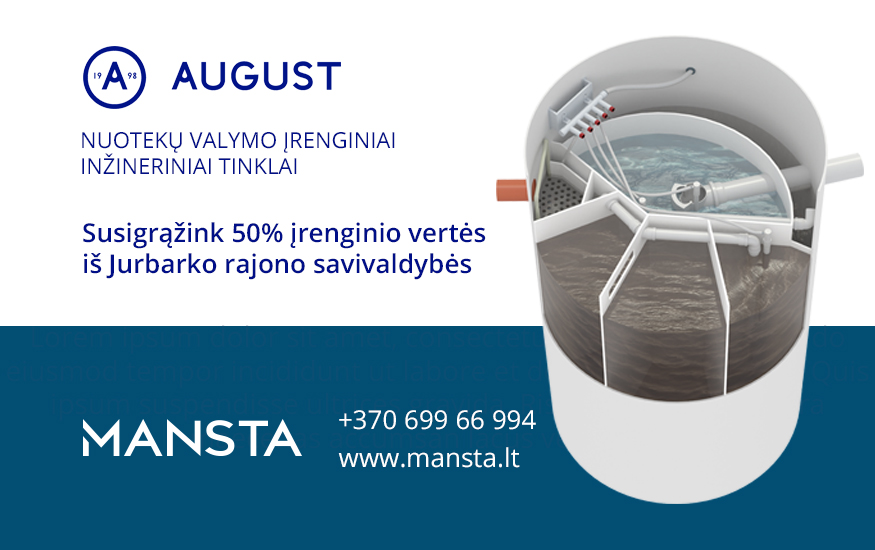 19 A 98 AUGUST
NUOTEKŲ VALYMO ĮRENGINIAI
INŽINERINIAI TINKLAI
Susigrąžink 50% įrenginio vertės
iš Jurbarko rajono savivaldybės
MANSTA
+370 699 66 994
www.mansta.lt